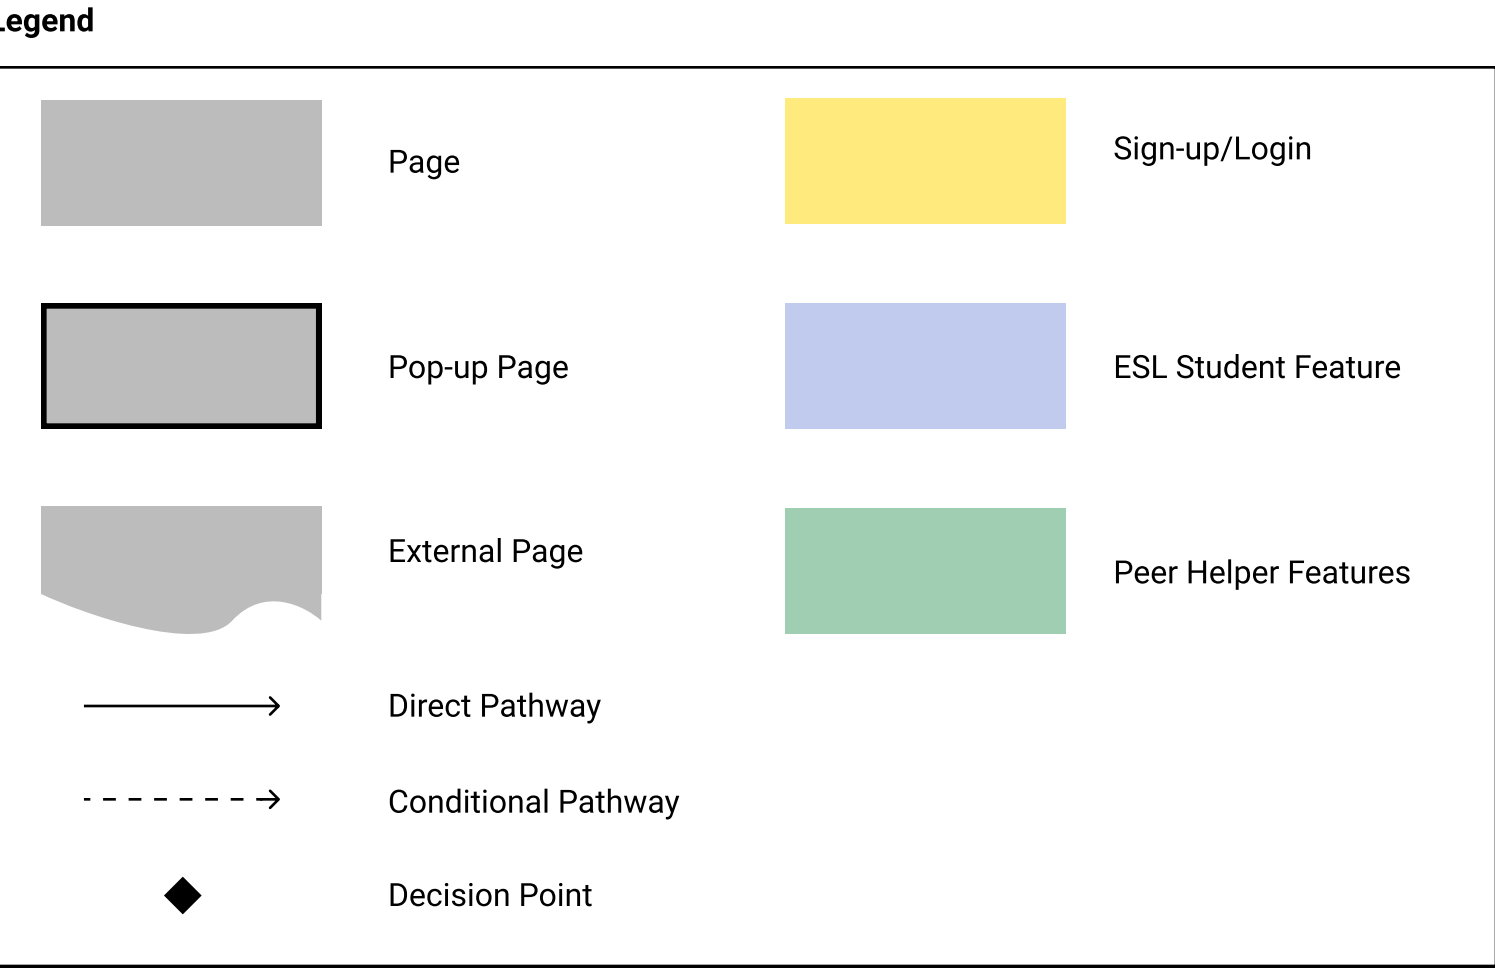 Legend
Page
Pop-up Page
External Page
Direct Pathway
Conditional Pathway
Decision Point
Sign-up/Login
ESL Student Feature
Peer Helper Features